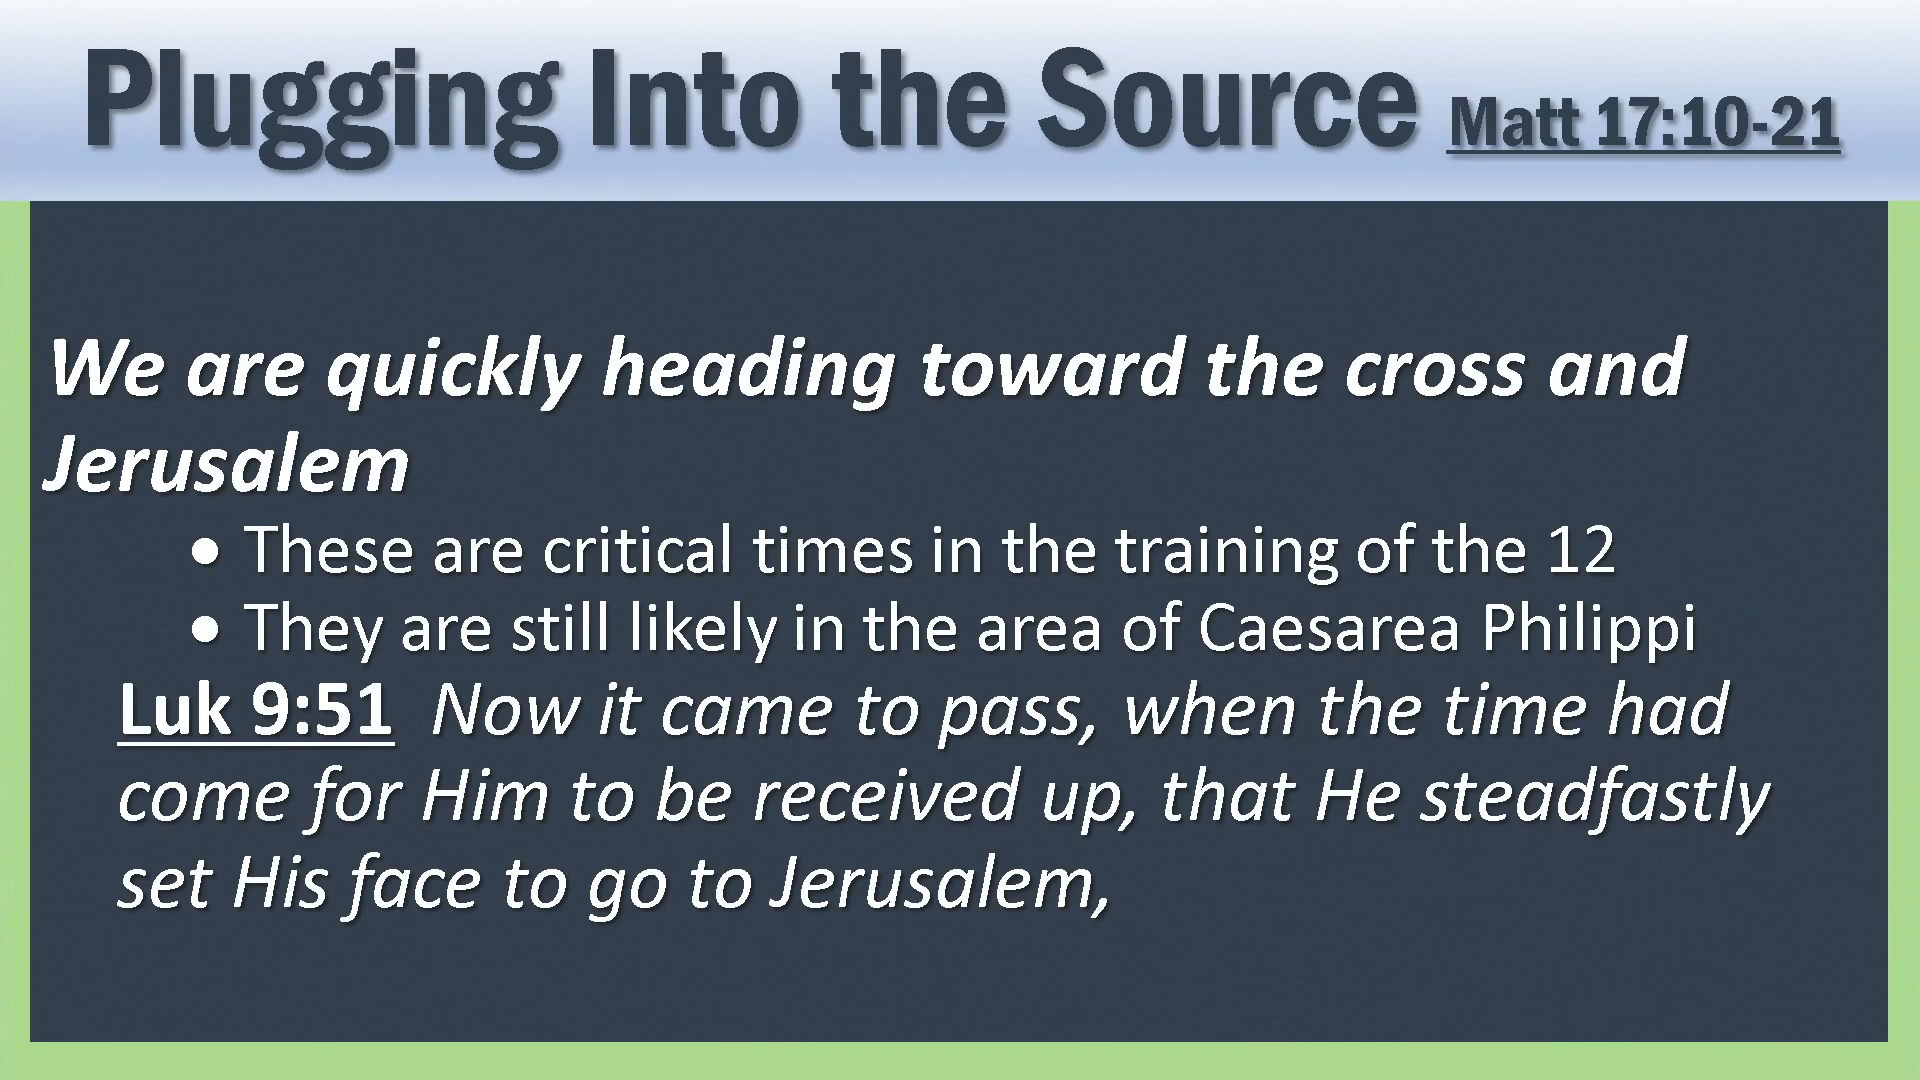 Plugging Into the Source Matt 17:10-21
We are quickly heading toward the cross and
Jerusalem
• These are critical times in the training of the 12
• They are still likely in the area of Caesarea Philippi
Luk 9:51 Now it came to pass, when the time had
come for Him to be received up, that He steadfastly
set His face to go to Jerusalem,